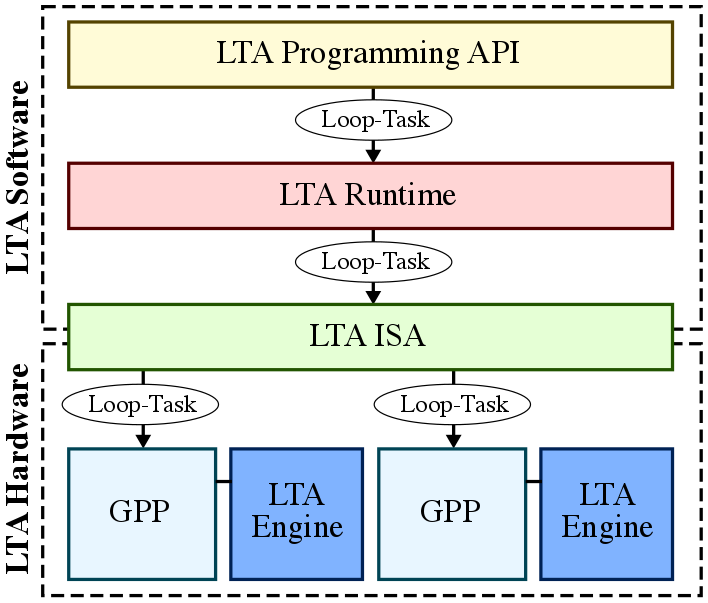 LTA Programming API
Loop-Task
LTA Software
LTA Runtime
Loop-Task
LTA ISA
LTA Hardware
Loop-Task
Loop-Task
GPP
LTA
Engine
GPP
LTA
Engine